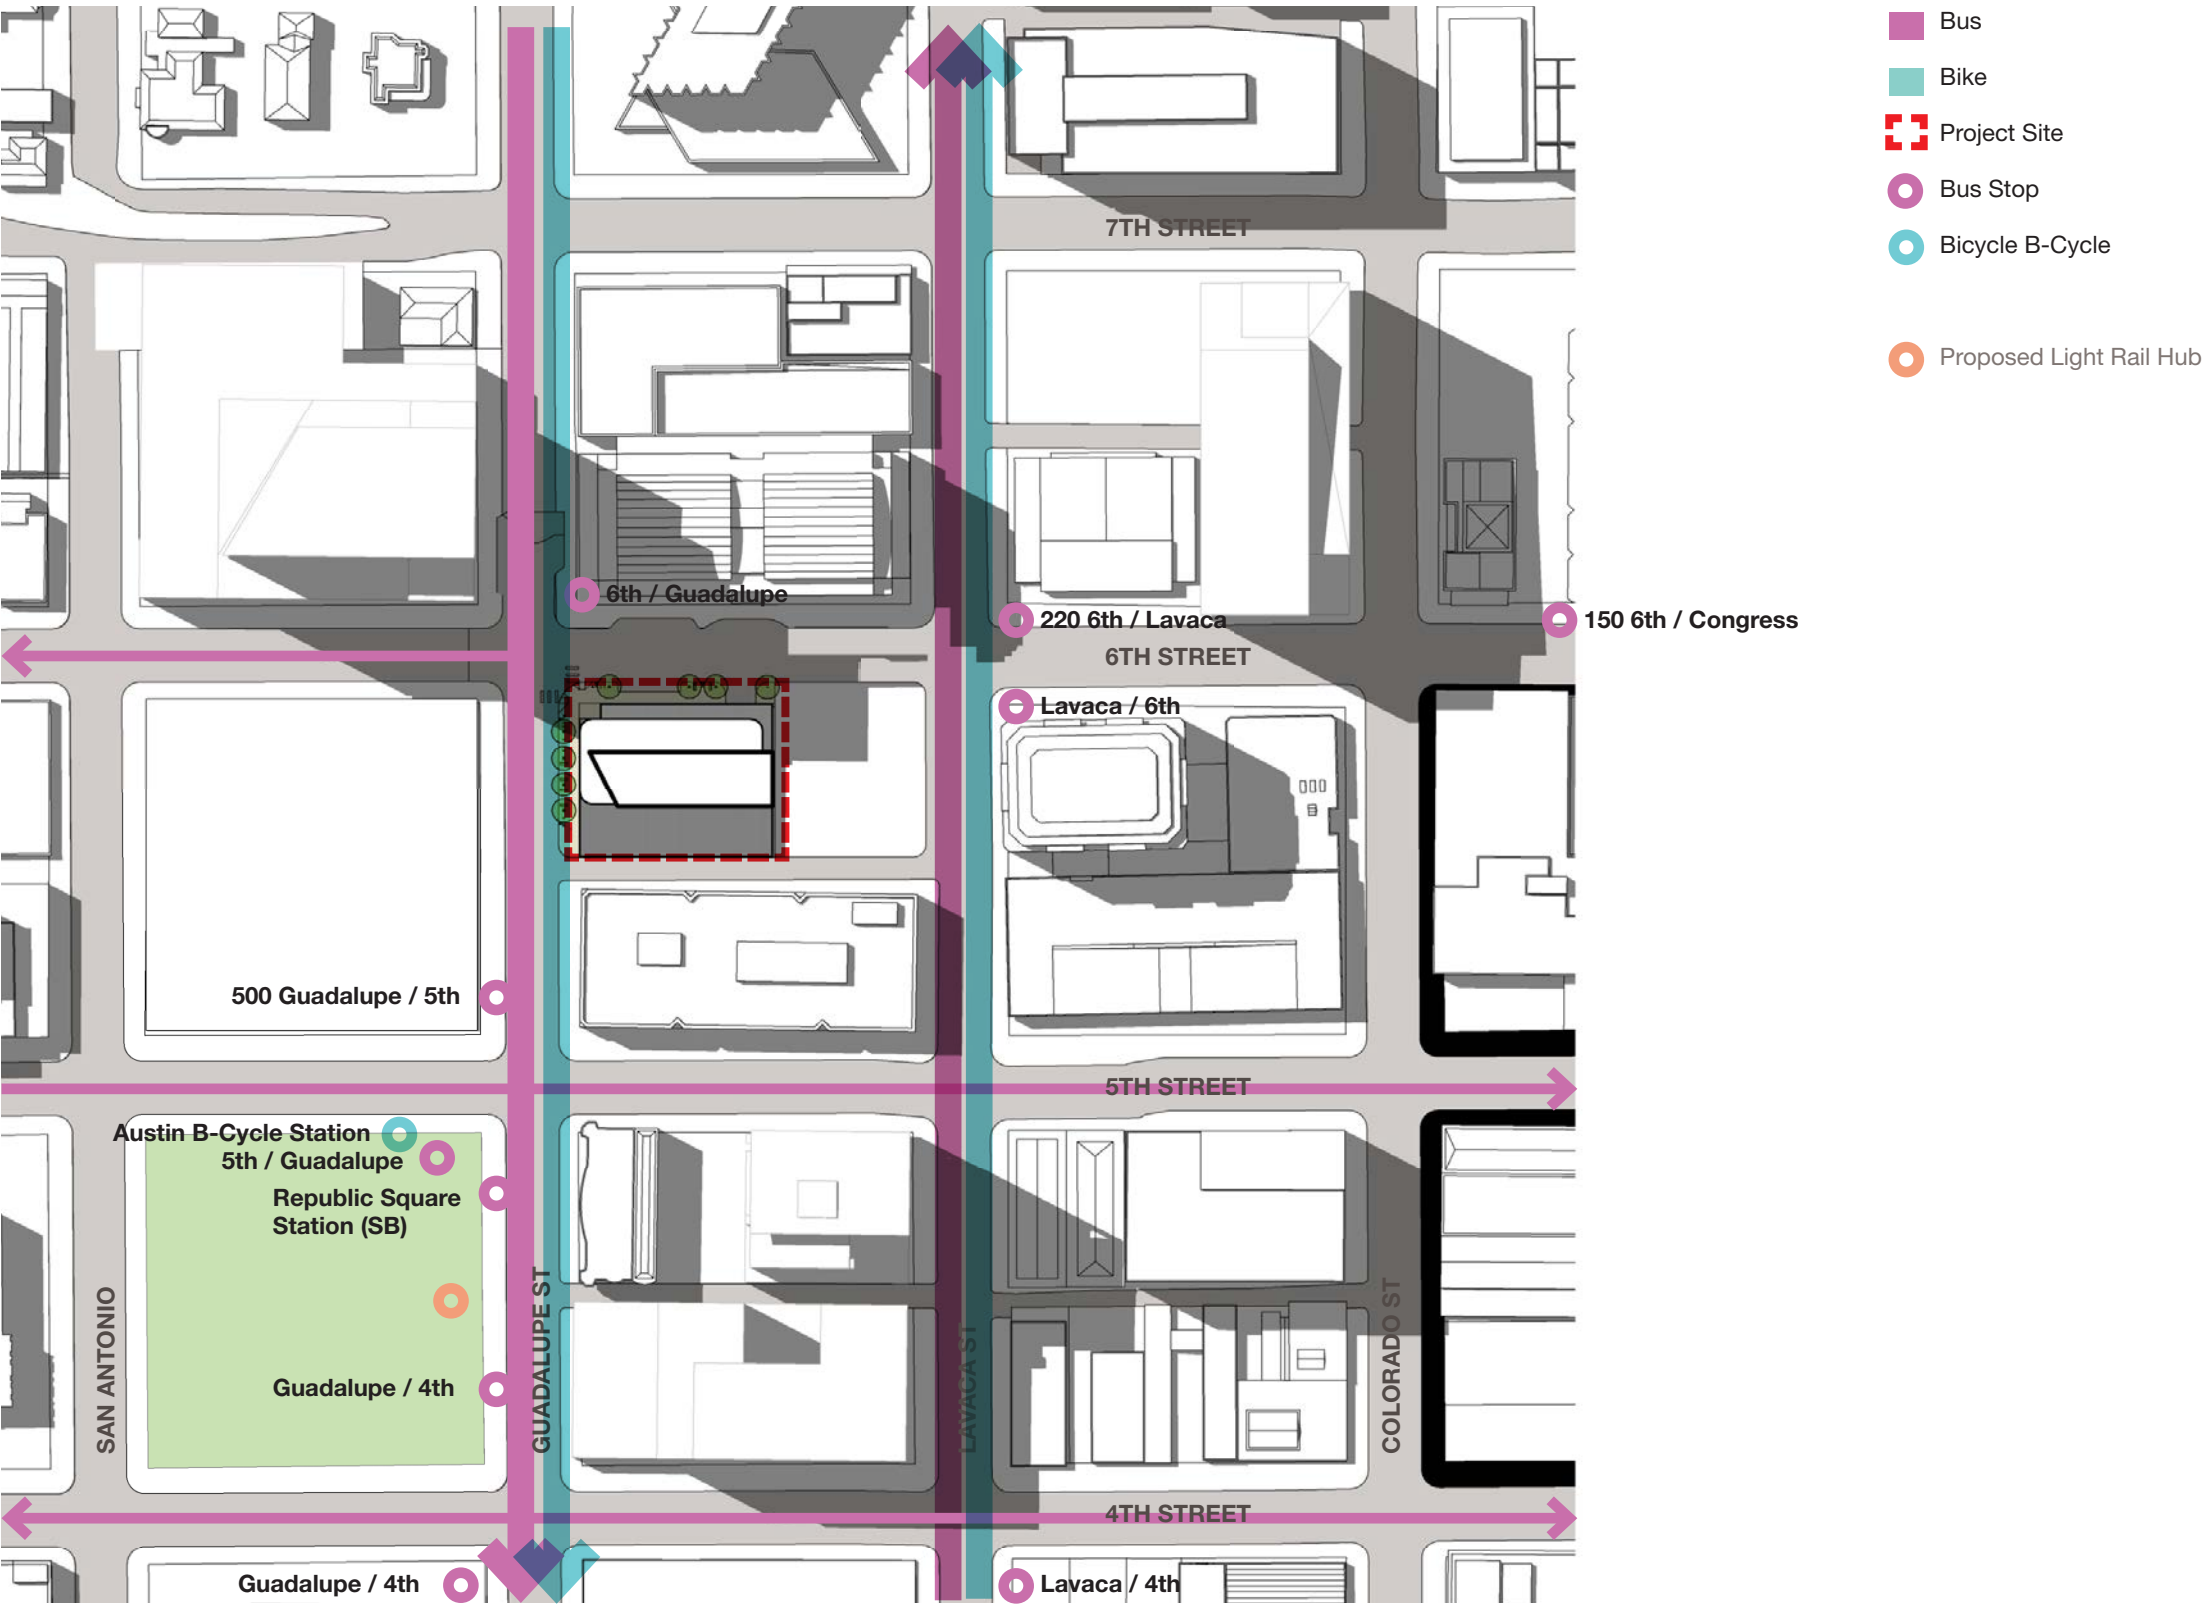 Bus
Bike
Project Site
Bus Stop
Bicycle B-Cycle
Proposed Light Rail Hub
7TH STREET
6th / Guadalupe
220 6th / Lavaca
150 6th / Congress
6TH STREET
Lavaca / 6th
500 Guadalupe / 5th
5TH STREET
Austin B-Cycle Station
5th / Guadalupe
Republic Square
Station (SB)
SAN ANTONIO
GUADALUPE ST
LAVACA ST
COLORADO ST
Guadalupe / 4th
4TH STREET
Guadalupe / 4th
Lavaca / 4th